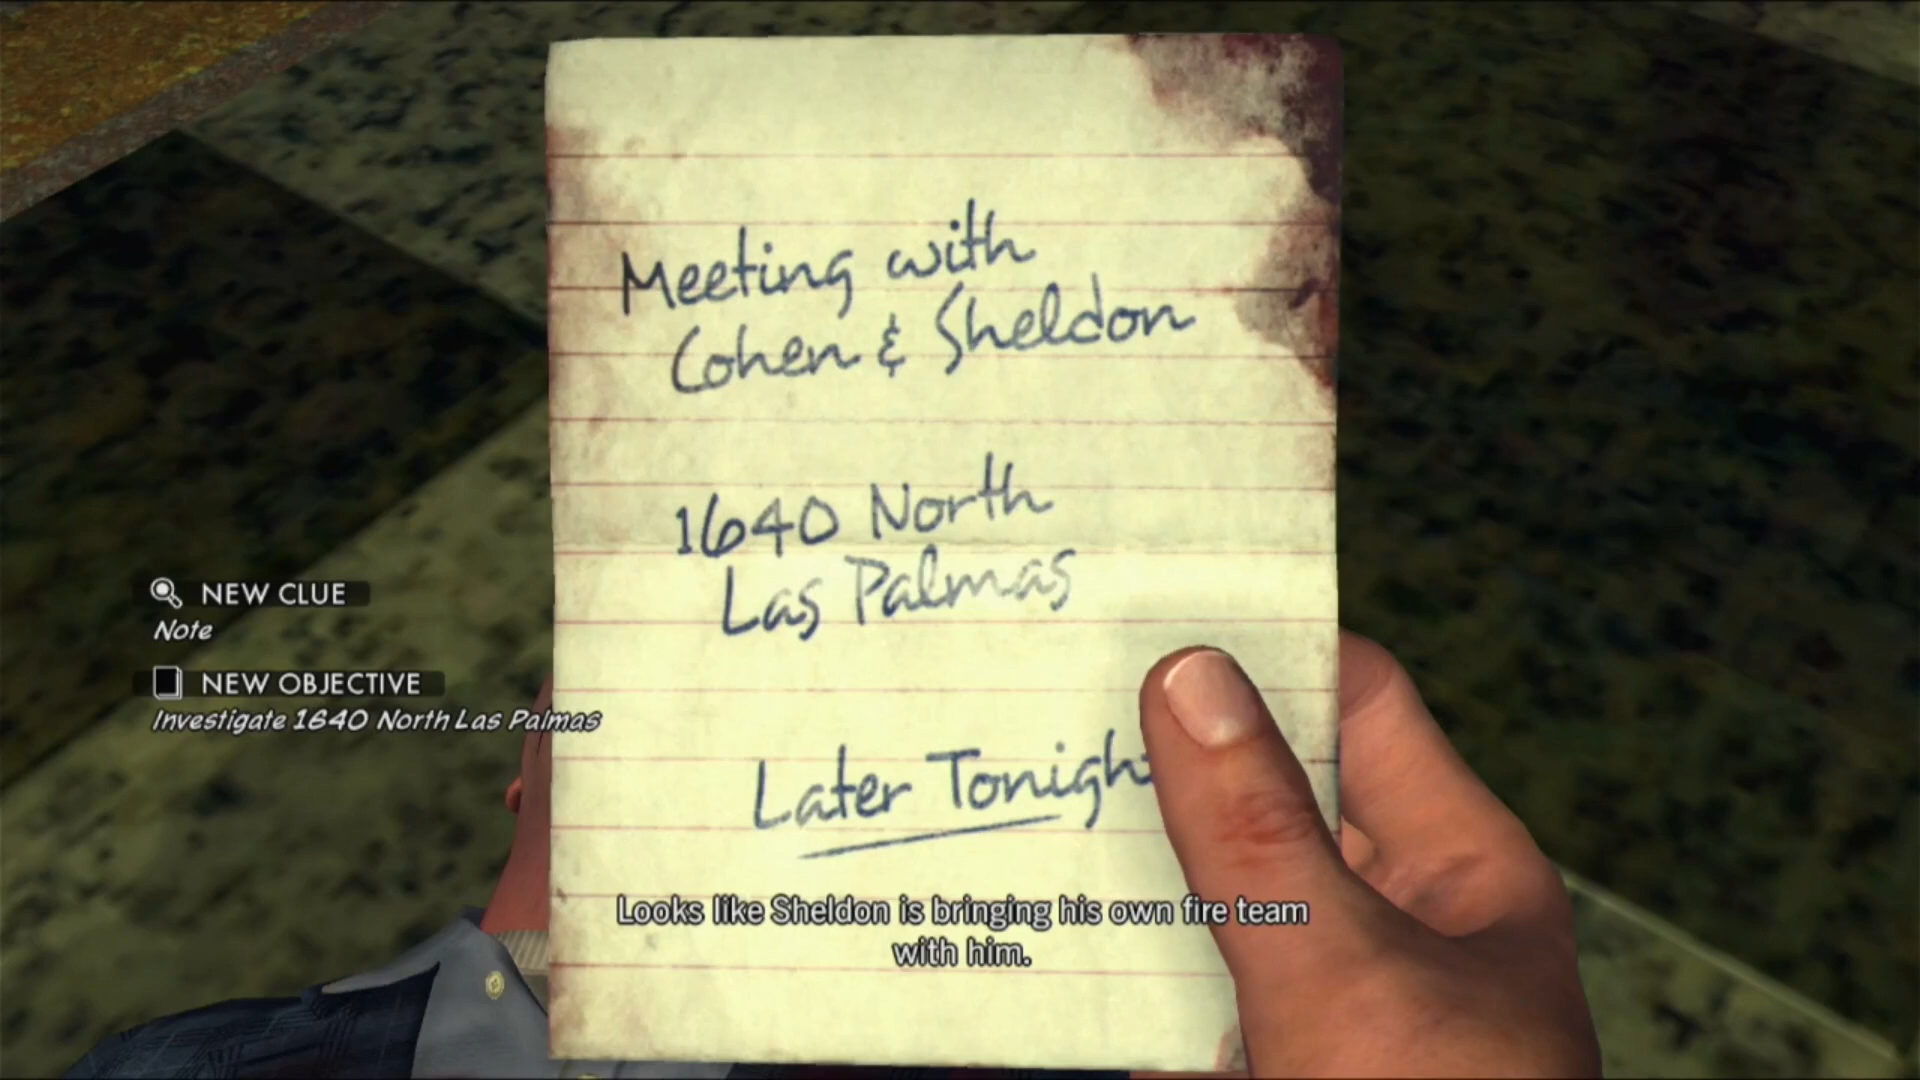 Meeting with
Cohen & Sheldon
1640 North
Las Palmas
NEW CLUE
Note
NEW OBJECTIVE
Investigate 1640 North Las Palmas
Later Tonight
Looks like Sheldon is bringing his own fire team
with him.